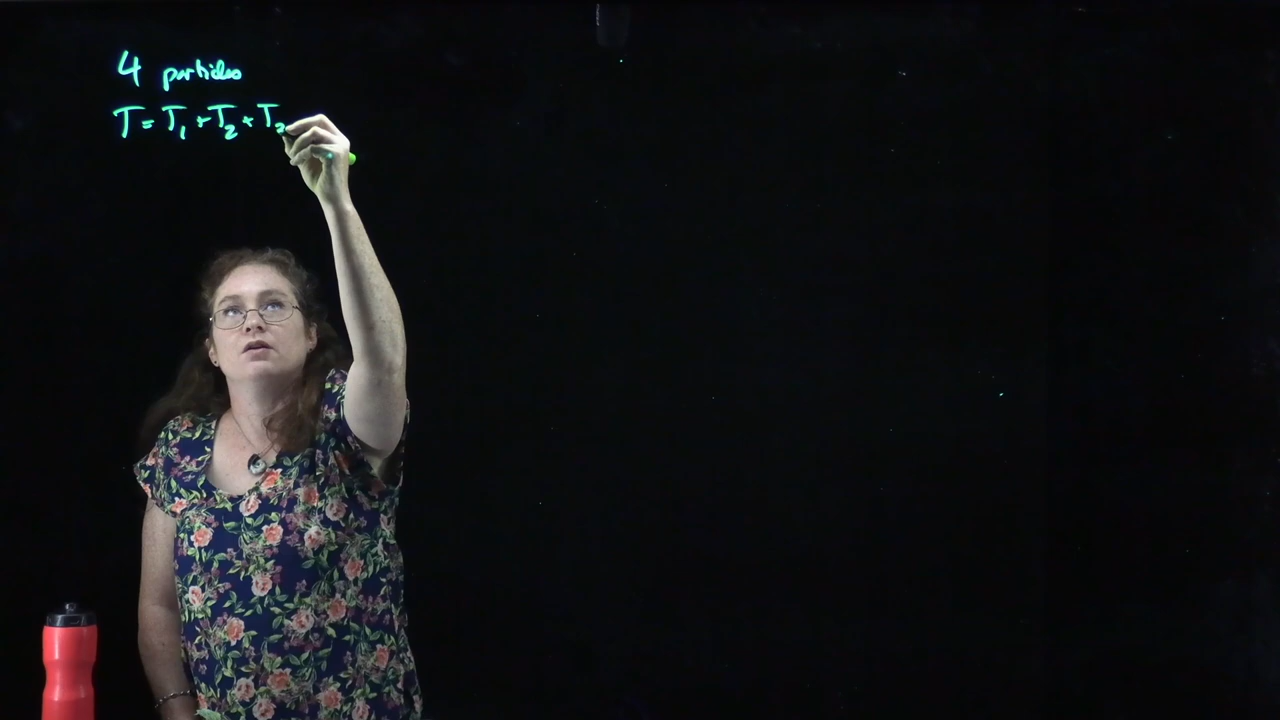 4 particles
T = T₁ + T₂ + T₃